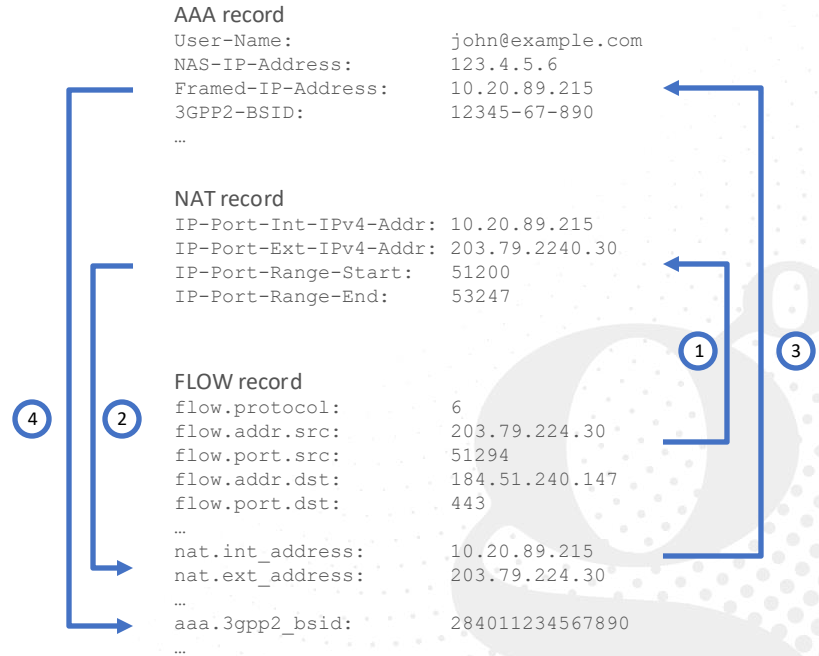 AAA record
User-Name: john@example.com
NAS-IP-Address: 123.4.5.6
Framed-IP-Address: 10.20.89.215
3GPP2-BSID: 12345-67-890
…
NAT record
IP-Port-Int-IPv4-Addr: 10.20.89.215
IP-Port-Ext-IPv4-Addr: 203.79.2240.30
IP-Port-Range-Start: 51200
IP-Port-Range-End: 53247
1
3
FLOW record
4
2
flow.protocol: 6
flow.addr.src: 203.79.224.30
flow.port.src: 51294
flow.addr.dst: 184.51.240.147
flow.port.dst: 443
…
nat.int_address: 10.20.89.215
nat.ext_address: 203.79.224.30
…
aaa.3gpp2_bsid: 284011234567890
…